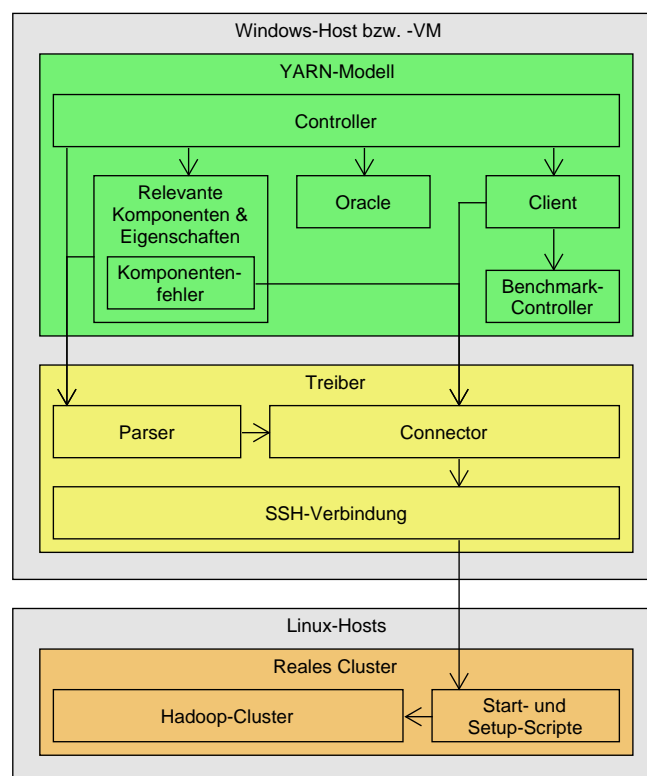 Windows-Host bzw. -VM
YARN-Modell
Controller
Relevante
Komponenten &
Eigenschaften
Komponenten-
fehler
Oracle
Client
Benchmark-
Controller
Treiber
Parser
Connector
SSH-Verbindung
Linux-Hosts
Reales Cluster
Hadoop-Cluster
Start- und
Setup-Scripte